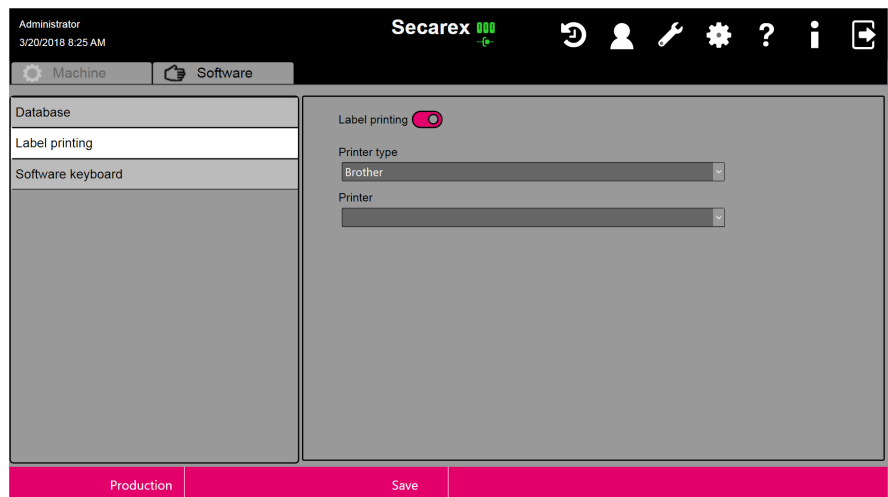 Administrator
3/20/2018 8:25 AM
Secarex
?
i
Machine
Software
Database
Label printing
Software keyboard
Label printing
Printer type
Brother
Printer
Production
Save